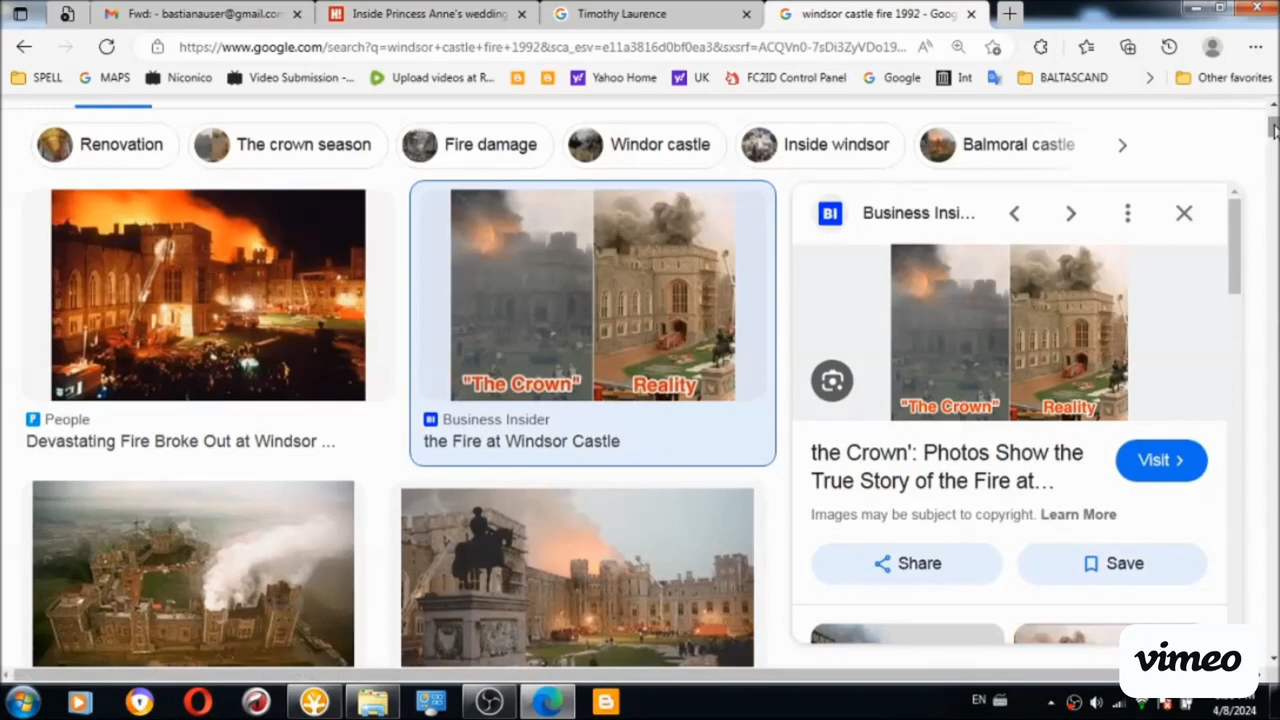 Fwd: - bastianauser@gmail.con
Inside Princess Anne's wedding
Timothy Laurence
windsor castle fire 1992 - Goog
https://www.google.com/search?q=windsor+castle+fire+1992&sca_esv=e11a3816d0bf0ea3&sxsrf=ACQVn0-7sDi3ZyVDo19...
SPELL
MAPS
Niconico
Video Submission -...
Upload videos at R...
Yahoo Home
UK
FC2ID Control Panel
Google
Int
BALTASCAND
Other favorites
Renovation
The crown season
Fire damage
Windor castle
Inside windsor
Balmoral castle
"The Crown"
Reality
People
Devastating Fire Broke Out at Windsor ...
BI
Business Insider
the Fire at Windsor Castle
BI
Business Insi...
"The Crown"
Reality
the Crown': Photos Show the
True Story of the Fire at...
Visit
Images may be subject to copyright. Learn More
Share
Save
vimeo
EN
4/8/2024